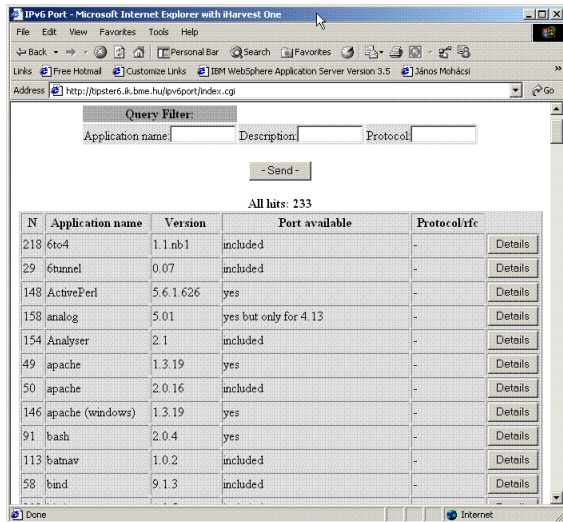 IPv6 Port - Microsoft Internet Explorer with iHarvest One
File Edit View Favorites Tools Help
Back Personal Bar Search Favorites
Links Free Hotmail Customize Links IBM WebSphere Application Server Version 3.5 János Mohácsi »
Address http://tipster6.ik.bme.hu/ipv6port/index.cgi Go
Query Filter:
Application name: Description: Protocol:
- Send -
All hits: 233
N Application name Version Port available Protocol/rfc
218 6to4 1.1.nb1 included - Details
29 6tunnel 0.07 included - Details
148 ActivePerl 5.6.1.626 yes - Details
158 analog 5.01 yes but only for 4.13 - Details
154 Analyser 2.1 included - Details
49 apache 1.3.19 yes - Details
50 apache 2.0.16 included - Details
146 apache (windows) 1.3.19 yes - Details
91 bash 2.0.4 yes - Details
113 batnav 1.0.2 included - Details
58 bind 9.1.3 included - Details
Done Internet